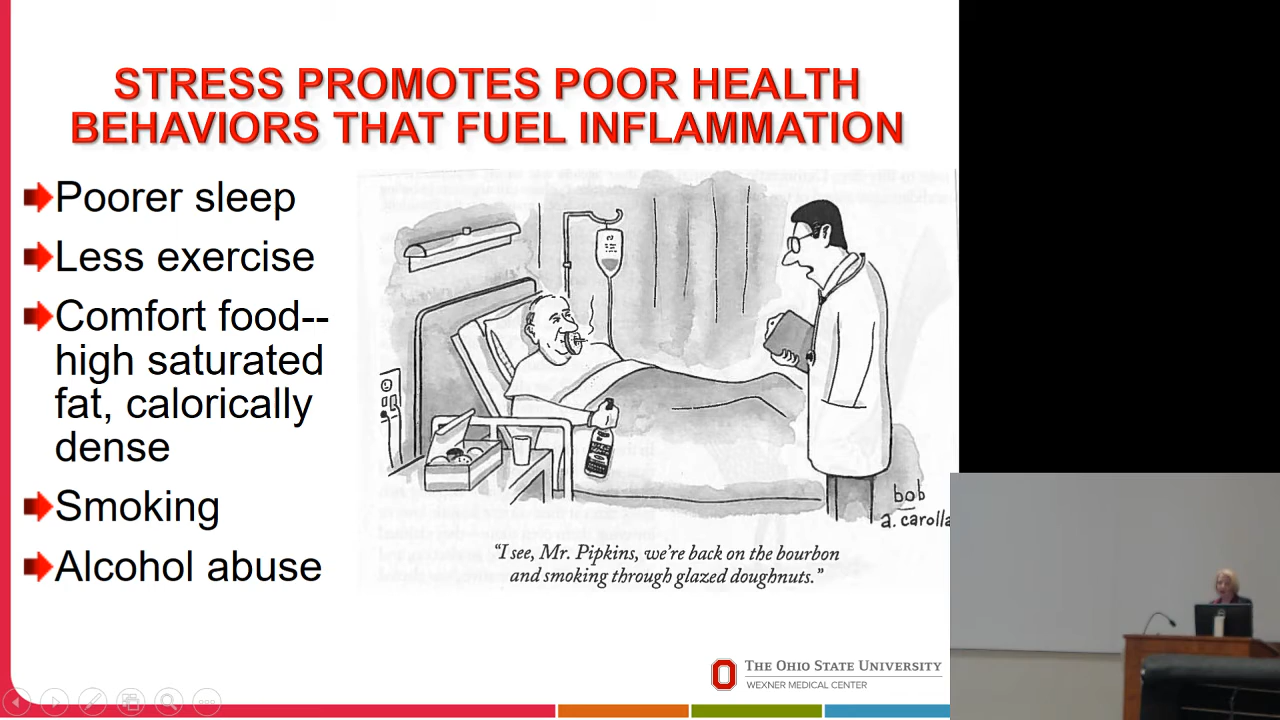 STRESS PROMOTES POOR HEALTH
BEHAVIORS THAT FUEL INFLAMMATION
Poorer sleep
Less exercise
Comfort food--
high saturated
fat, calorically
dense
Smoking
Alcohol abuse
bob
a. carolla
"I see, Mr. Pipkins, we're back on the bourbon
and smoking through glazed doughnuts."
THE OHIO STATE UNIVERSITY
WEXNER MEDICAL CENTER